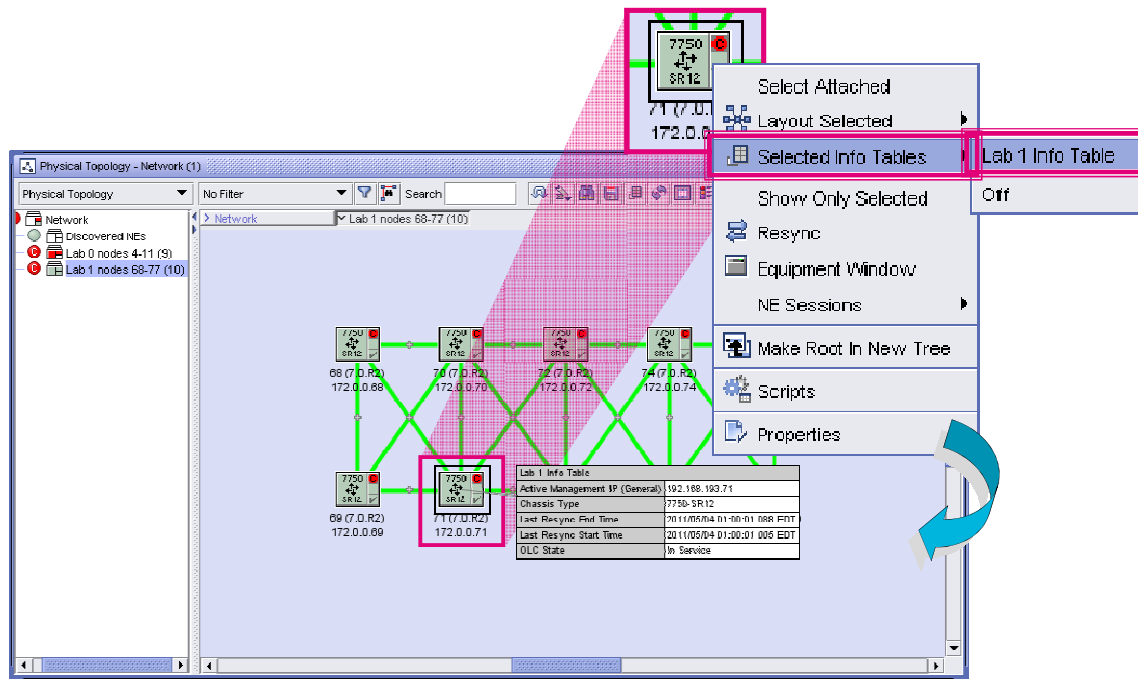 7750
C
SR12
71 (7.0.
172.0.0
Select Attached
Layout Selected
Selected Info Tables
Lab 1 Info Table
Off
Show Only Selected
Resync
Equipment Window
NE Sessions
Make Root In New Tree
Scripts
Properties
Physical Topology - Network (1)
Physical Topology
No Filter
Search
Network
Discovered NEs
C Lab 0 nodes 4-11 (9)
C Lab 1 nodes 68-77 (10)
> Network
Lab 1 nodes 68-77 (10)
7750 C
SR12
68 (7.0.R2)
172.0.0.68
7750 C
SR12
70 (7.0.R2)
172.0.0.70
7750 C
SR12
72 (7.0.R2)
172.0.0.72
7750 C
SR12
74 (7.0.R2)
172.0.0.74
7750 C
SR12
69 (7.0.R2)
172.0.0.69
7750 C
SR12
71 (7.0.R2)
172.0.0.71
Lab 1 Info Table
Active Management IP (General) 192.168.193.71
Chassis Type 7750-SR12
Last Resync End Time 2011/05/04 01:00:01 088 EDT
Last Resync Start Time 2011/05/04 01:00:01 005 EDT
OLC State In Service